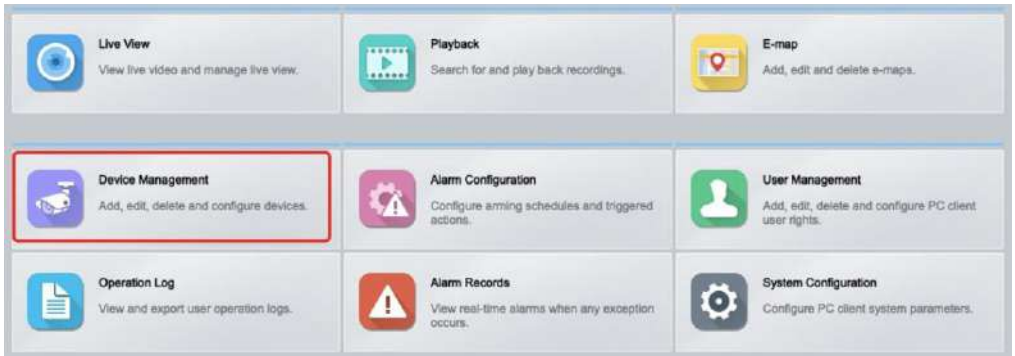 Live View
View live video and manage live view.
Playback
Search for and play back recordings.
E-map
Add, edit and delete e-maps.
Device Management
Add, edit, delete and configure devices.
Alarm Configuration
Configure arming schedules and triggered
actions.
User Management
Add, edit, delete and configure PC client
user rights.
Operation Log
View and export user operation logs.
Alarm Records
View real-time alarms when any exception
occurs.
System Configuration
Configure PC client system parameters.